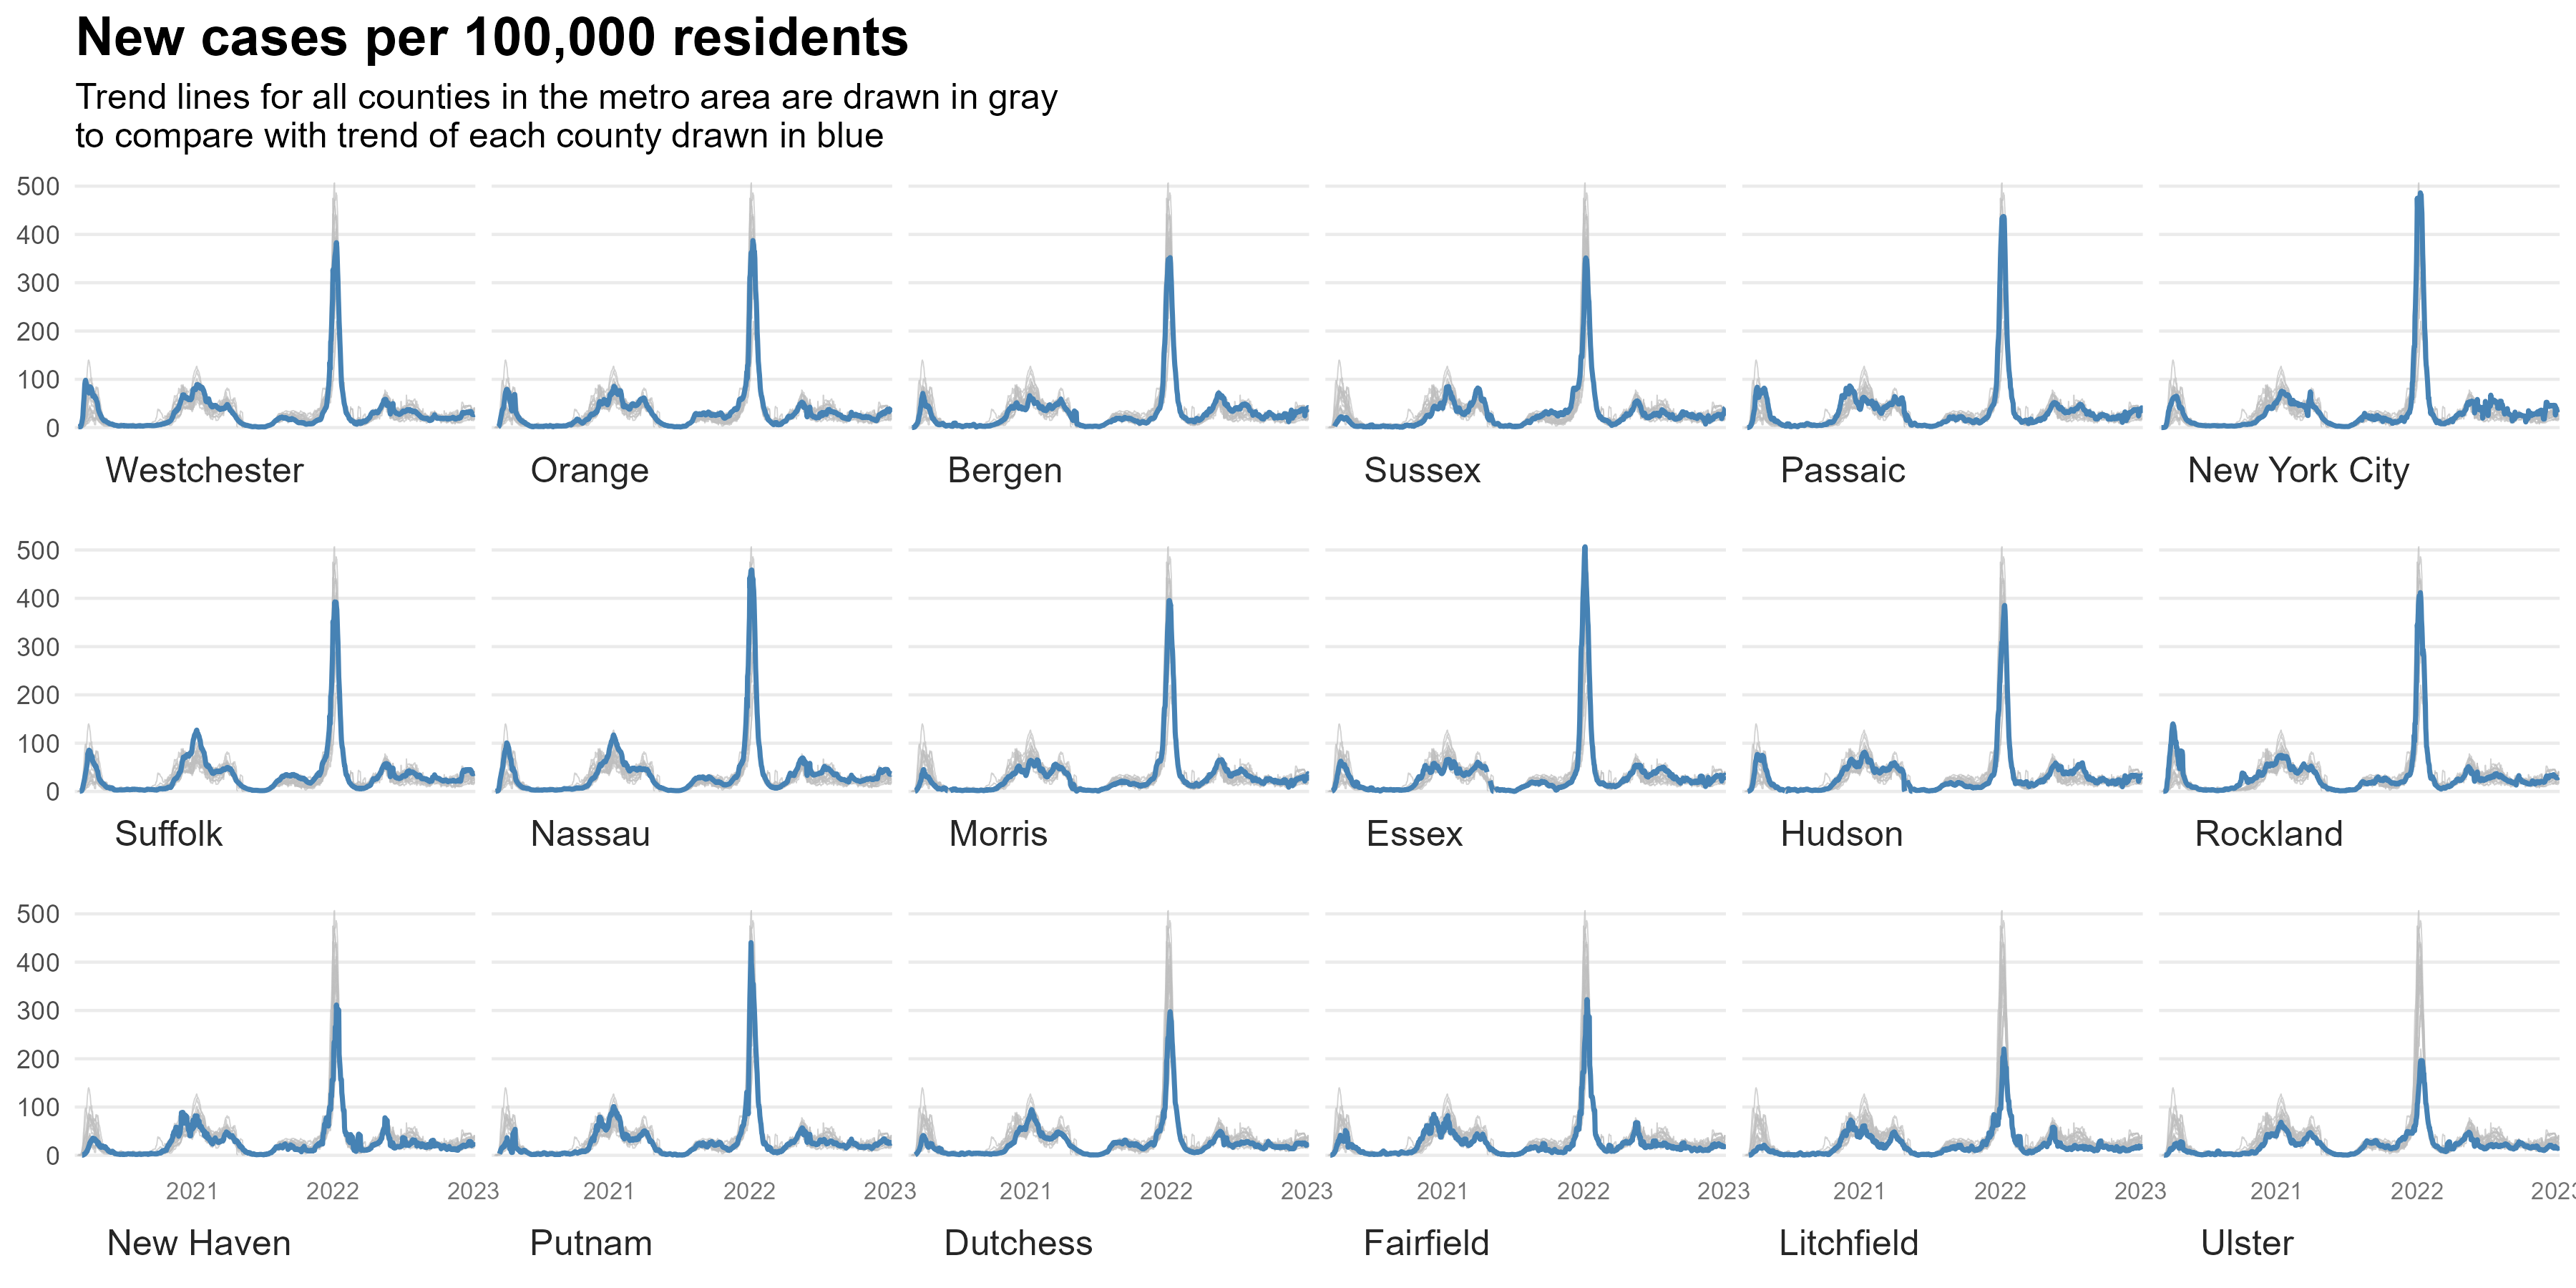 New cases per 100,000 residents
Trend lines for all counties in the metro area are drawn in gray
to compare with trend of each county drawn in blue
500
400
300
200
100
0
Westchester Orange Bergen Sussex Passaic New York City
500
400
300
200
100
0
Suffolk Nassau Morris Essex Hudson Rockland
500
400
300
200
100
0
2021 2022 2023 2021 2022 2023 2021 2022 2023 2021 2022 2023 2021 2022 2023 2021 2022 202
New Haven Putnam Dutchess Fairfield Litchfield Ulster